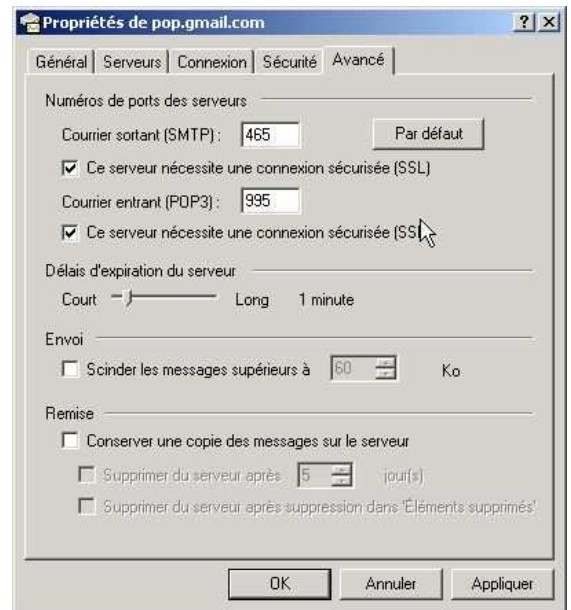 Propriétés de pop.gmail.com
Général Serveurs Connexion Sécurité Avancé
Numéros de ports des serveurs
Courrier sortant (SMTP) : 465 Par défaut
Ce serveur nécessite une connexion sécurisée (SSL)
Courrier entrant (POP3) : 995
Ce serveur nécessite une connexion sécurisée (SSL
Délais d'expiration du serveur
Court Long 1 minute
Envoi
Scinder les messages supérieurs à 60 Ko
Remise
Conserver une copie des messages sur le serveur
Supprimer du serveur après 5 jour(s)
Supprimer du serveur après suppression dans 'Éléments supprimés'
OK Annuler Appliquer